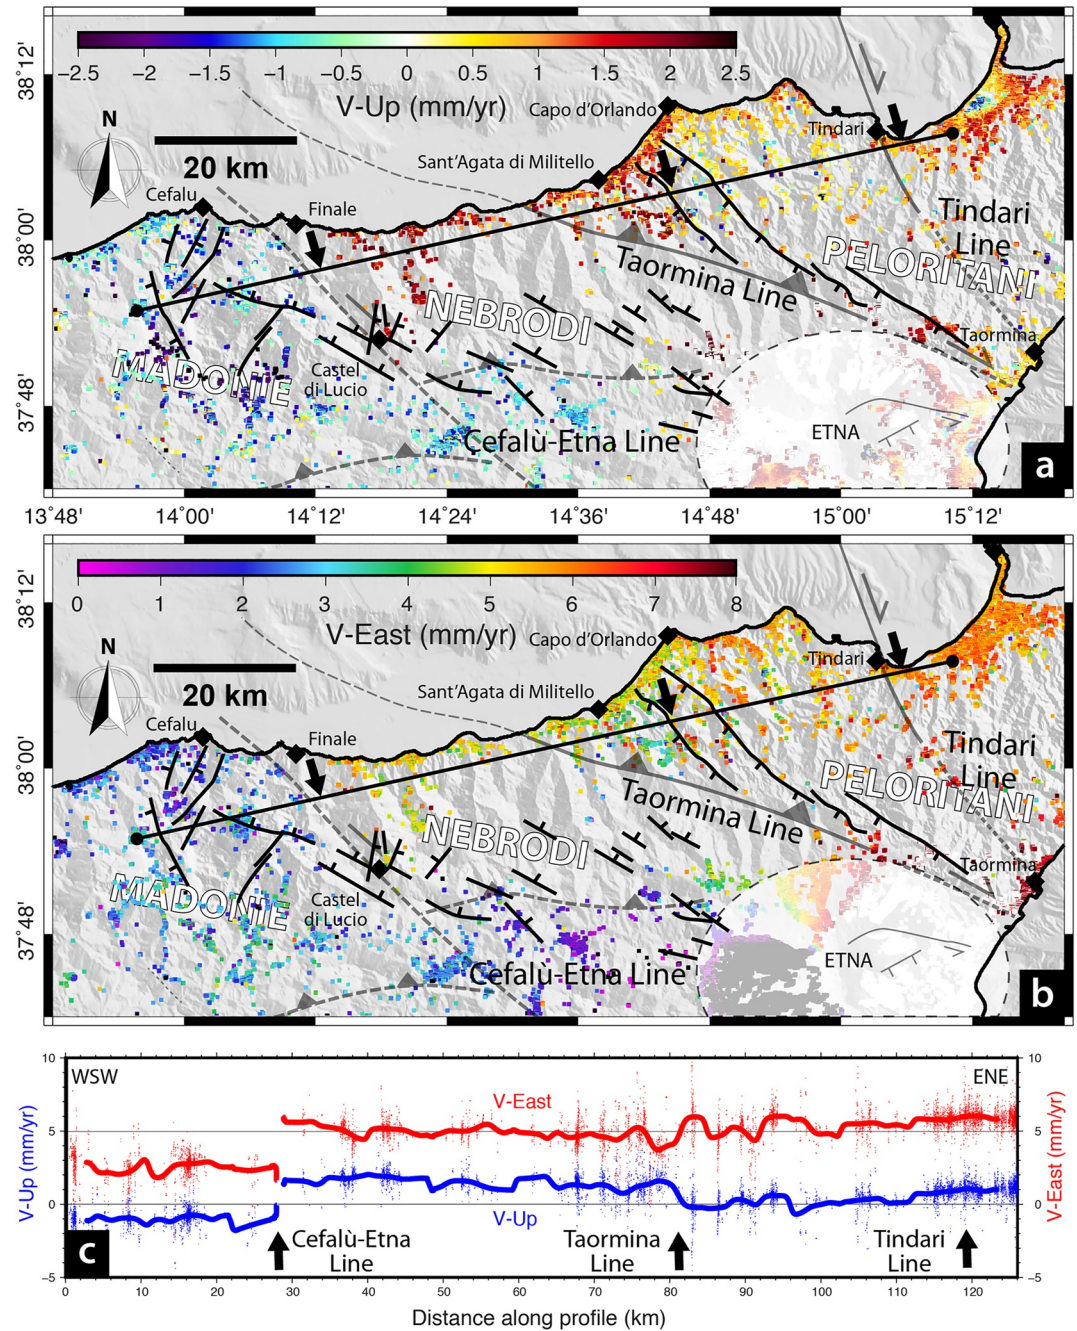 38°12'
38°00'
37°48'
−2.5 −2 −1.5 −1 −0.5 0 0.5 1 1.5 2 2.5
V-Up (mm/yr)
N
20 km
Capo d'Orlando
Tindari
Sant'Agata di Militello
Cefalu
Finale
Tindari
Line
PELORITANI
Taormina Line
NEBRODI
Taormina
MADONIE
Castel
di Lucio
Cefalù-Etna Line
ETNA
a
13°48' 14°00' 14°12' 14°24' 14°36' 14°48' 15°00' 15°12'
38°12'
38°00'
37°48'
0 1 2 3 4 5 6 7 8
V-East (mm/yr)
N
20 km
Capo d'Orlando
Tindari
Sant'Agata di Militello
Cefalu
Finale
Tindari
Line
PELORITANI
Taormina Line
NEBRODI
Taormina
MADONIE
Castel
di Lucio
Cefalù-Etna Line
ETNA
b
V-Up (mm/yr)
10
5
0
−5
WSW
ENE
V-East
V-Up
c
Cefalù-Etna
Line
Taormina
Line
Tindari
Line
10
5
0
−5
V-East (mm/yr)
0 10 20 30 40 50 60 70 80 90 100 110 120
Distance along profile (km)